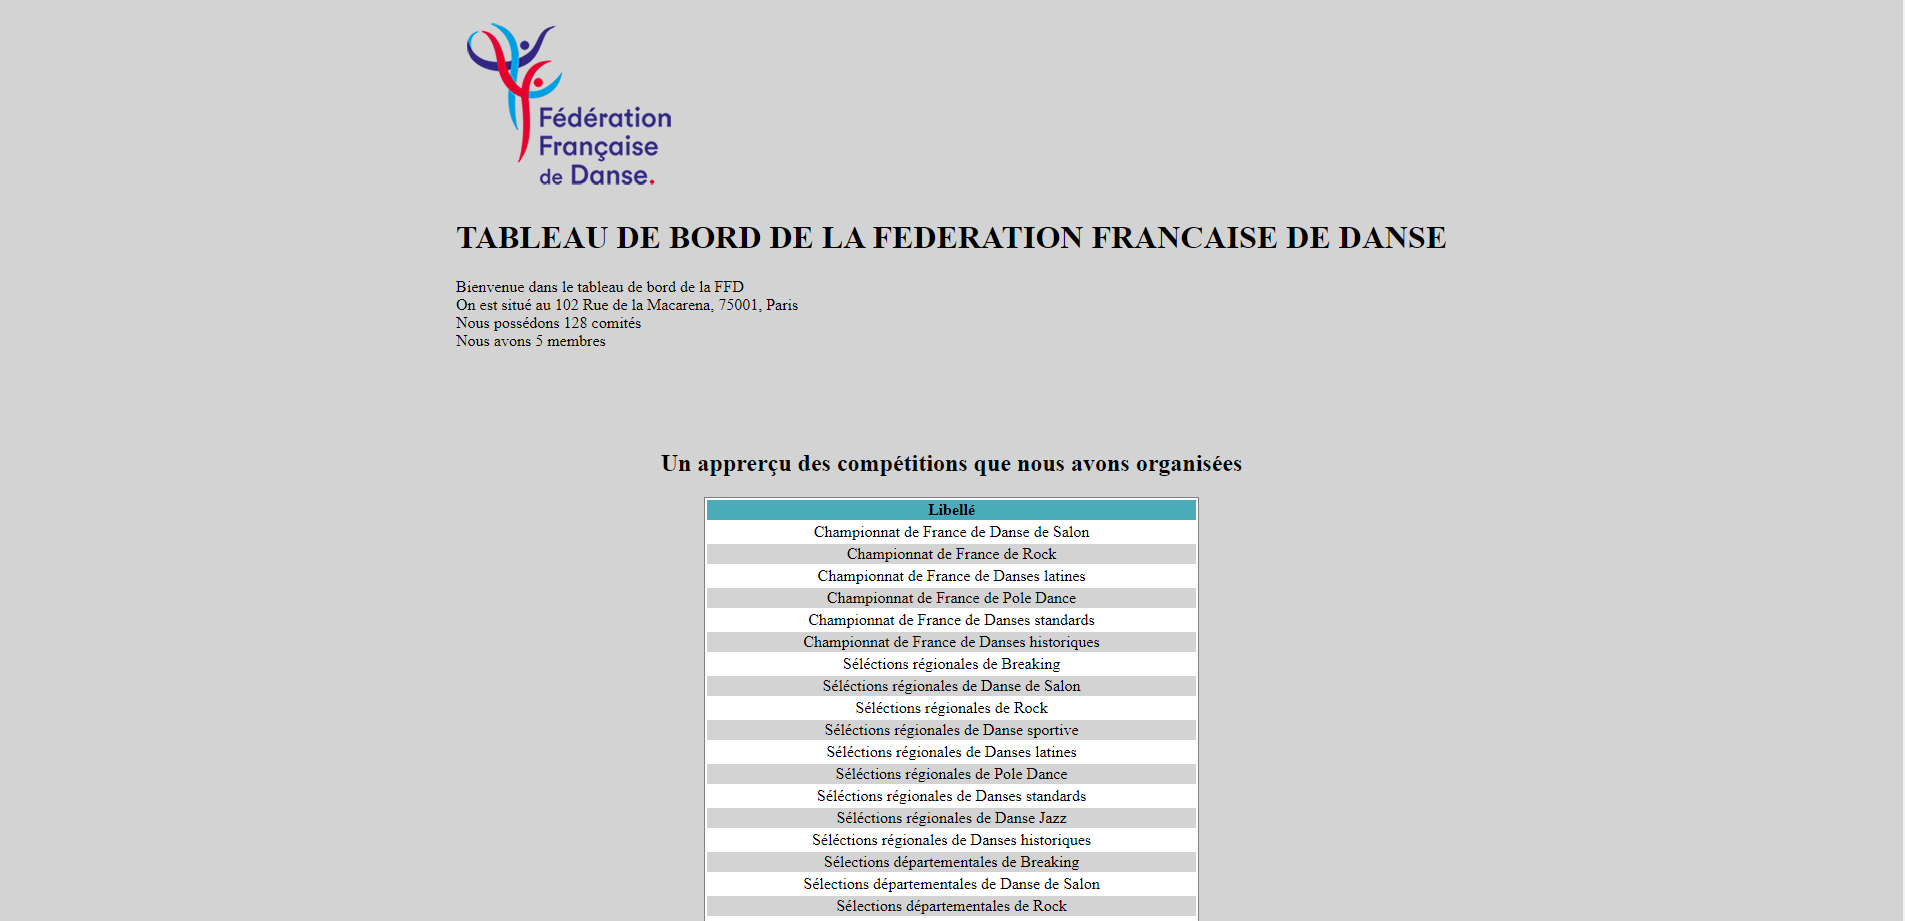 Fédération
Française
de Danse.
TABLEAU DE BORD DE LA FEDERATION FRANCAISE DE DANSE
Bienvenue dans le tableau de bord de la FFD
On est situé au 102 Rue de la Macarena, 75001, Paris
Nous possédons 128 comités
Nous avons 5 membres
Un apprerçu des compétitions que nous avons organisées
Libellé
Championnat de France de Danse de Salon
Championnat de France de Rock
Championnat de France de Danses latines
Championnat de France de Pole Dance
Championnat de France de Danses standards
Championnat de France de Danses historiques
Séléctions régionales de Breaking
Séléctions régionales de Danse de Salon
Séléctions régionales de Rock
Séléctions régionales de Danse sportive
Séléctions régionales de Danses latines
Séléctions régionales de Pole Dance
Séléctions régionales de Danses standards
Séléctions régionales de Danse Jazz
Séléctions régionales de Danses historiques
Sélections départementales de Breaking
Sélections départementales de Danse de Salon
Sélections départementales de Rock